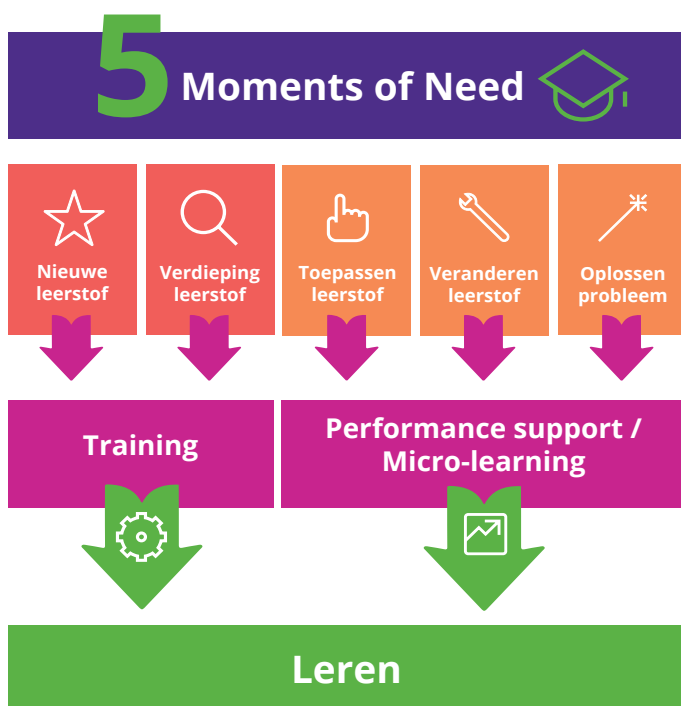 5 Moments of Need
Nieuwe
leerstof
Verdieping
leerstof
Toepassen
leerstof
Veranderen
leerstof
Oplossen
probleem
Training
Performance support /
Micro-learning
Leren